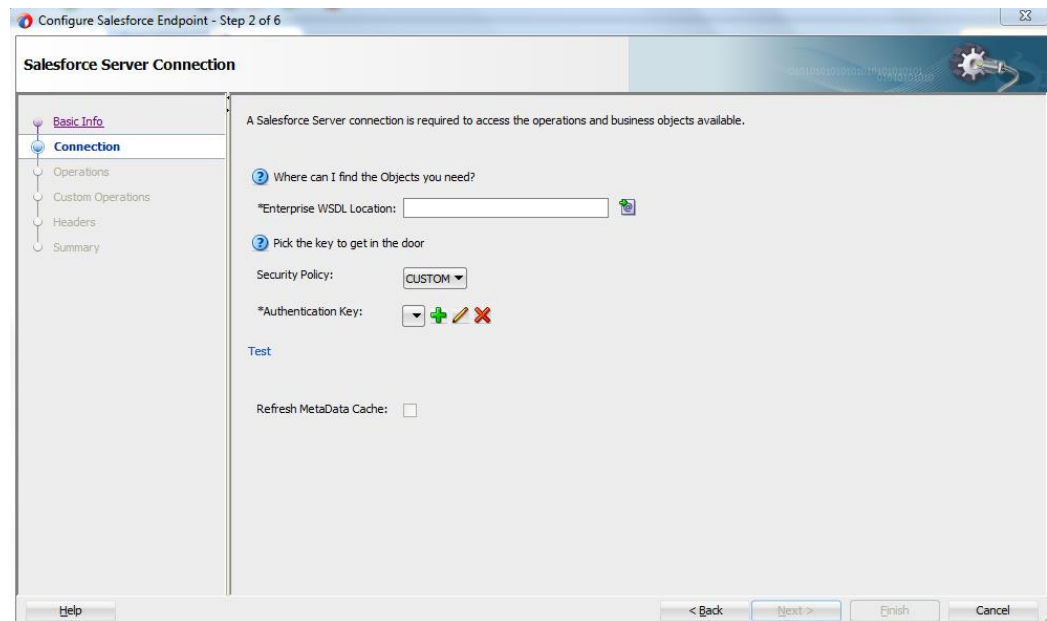 Configure Salesforce Endpoint - Step 2 of 6
Salesforce Server Connection
Basic Info
Connection
Operations
Custom Operations
Headers
Summary
A Salesforce Server connection is required to access the operations and business objects available.
Where can I find the Objects you need?
*Enterprise WSDL Location:
Pick the key to get in the door
Security Policy:
CUSTOM
*Authentication Key:
Test
Refresh MetaData Cache:
Help
< Back
Next >
Finish
Cancel